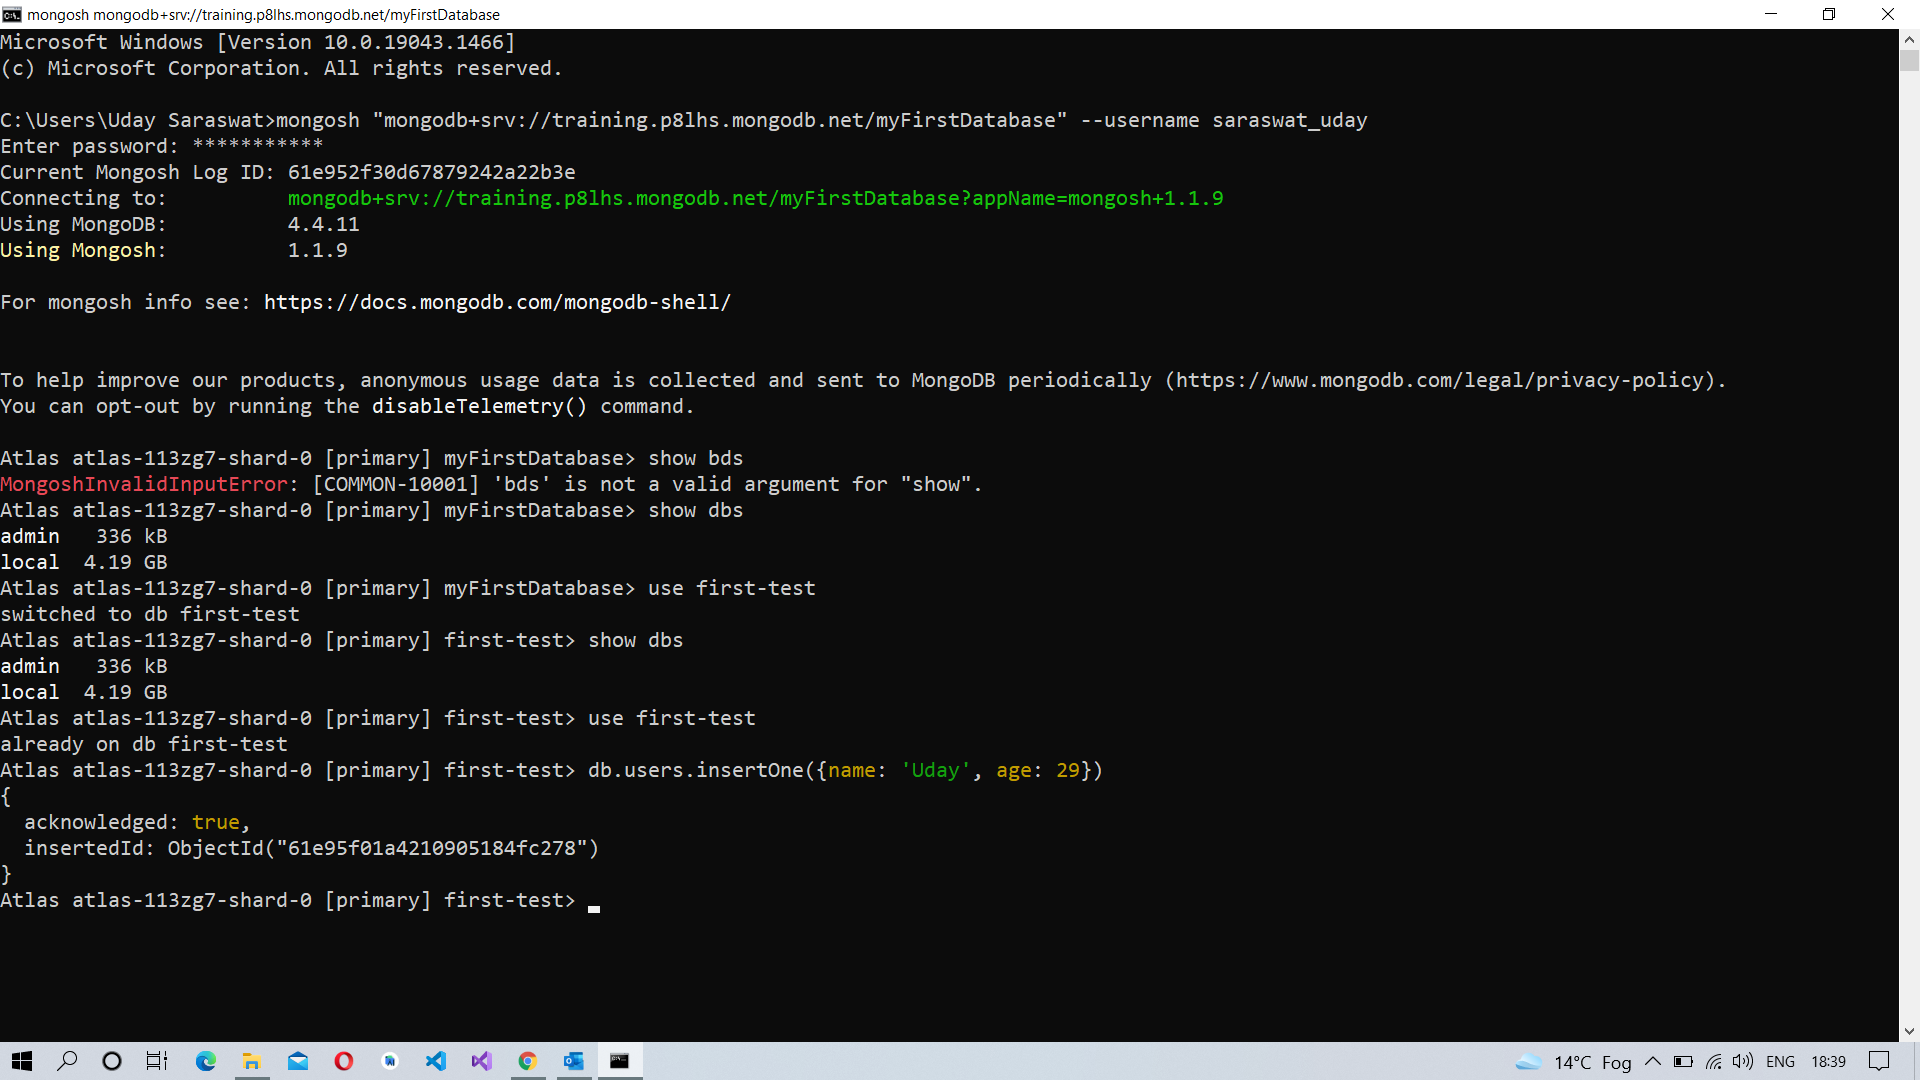 mongosh mongodb+srv://training.p8lhs.mongodb.net/myFirstDatabase
Microsoft Windows [Version 10.0.19043.1466]
(c) Microsoft Corporation. All rights reserved.
C:\Users\Uday Saraswat>mongosh "mongodb+srv://training.p8lhs.mongodb.net/myFirstDatabase" --username saraswat_uday
Enter password: ***********
Current Mongosh Log ID: 61e952f30d67879242a22b3e
Connecting to:          mongodb+srv://training.p8lhs.mongodb.net/myFirstDatabase?appName=mongosh+1.1.9
Using MongoDB:          4.4.11
Using Mongosh:          1.1.9
For mongosh info see: https://docs.mongodb.com/mongodb-shell/
To help improve our products, anonymous usage data is collected and sent to MongoDB periodically (https://www.mongodb.com/legal/privacy-policy).
You can opt-out by running the disableTelemetry() command.
Atlas atlas-113zg7-shard-0 [primary] myFirstDatabase> show bds
MongoshInvalidInputError: [COMMON-10001] 'bds' is not a valid argument for "show".
Atlas atlas-113zg7-shard-0 [primary] myFirstDatabase> show dbs
admin   336 kB
local  4.19 GB
Atlas atlas-113zg7-shard-0 [primary] myFirstDatabase> use first-test
switched to db first-test
Atlas atlas-113zg7-shard-0 [primary] first-test> show dbs
admin   336 kB
local  4.19 GB
Atlas atlas-113zg7-shard-0 [primary] first-test> use first-test
already on db first-test
Atlas atlas-113zg7-shard-0 [primary] first-test> db.users.insertOne({name: 'Uday', age: 29})
{
  acknowledged: true,
  insertedId: ObjectId("61e95f01a4210905184fc278")
}
Atlas atlas-113zg7-shard-0 [primary] first-test>
14°C Fog ENG 18:39